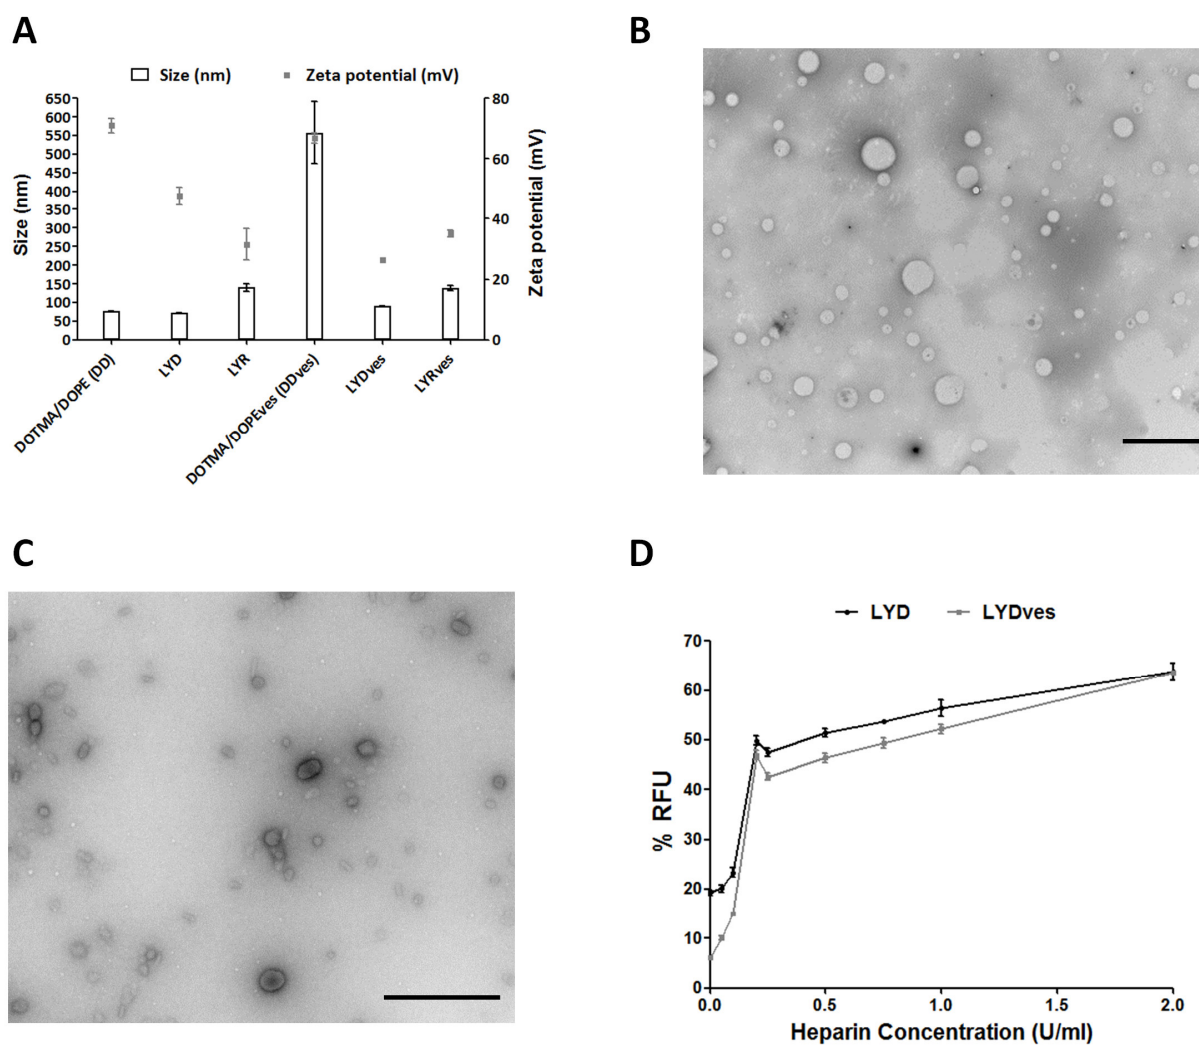 A
Size (nm)
Zeta potential (mV)
650
600
550
500
450
400
350
300
250
200
150
100
50
0
Size (nm)
80
60
40
20
0
Zeta potential (mV)
DOTMA/DOPE (DD)
LYD
LYR
DOTMA/DOPEves (DDves)
LYDves
LYRves
B
C
D
LYD
LYDves
70
60
50
40
30
20
10
0
% RFU
0.0
0.5
1.0
1.5
2.0
Heparin Concentration (U/ml)